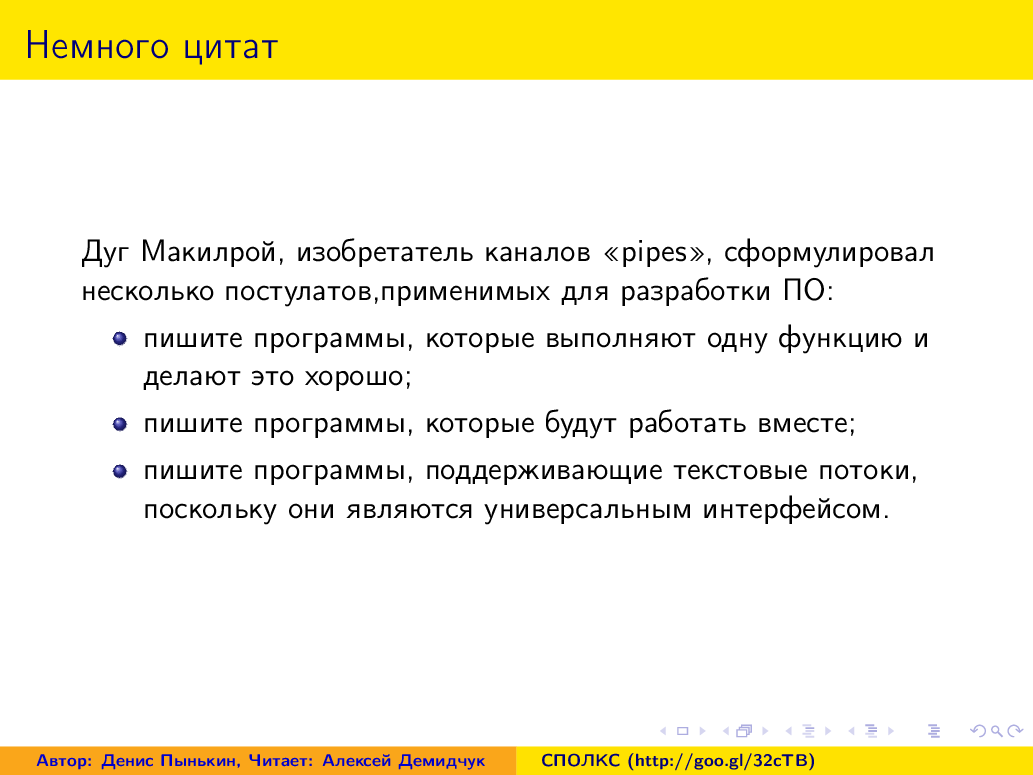 Немного цитат
Дуг Макилрой, изобретатель каналов «pipes», сформулировал
несколько постулатов,применимых для разработки ПО:
пишите программы, которые выполняют одну функцию и
делают это хорошо;
пишите программы, которые будут работать вместе;
пишите программы, поддерживающие текстовые потоки,
поскольку они являются универсальным интерфейсом.
Автор: Денис Пынькин, Читает: Алексей Демидчук
СПОЛКС (http://goo.gl/32cTB)